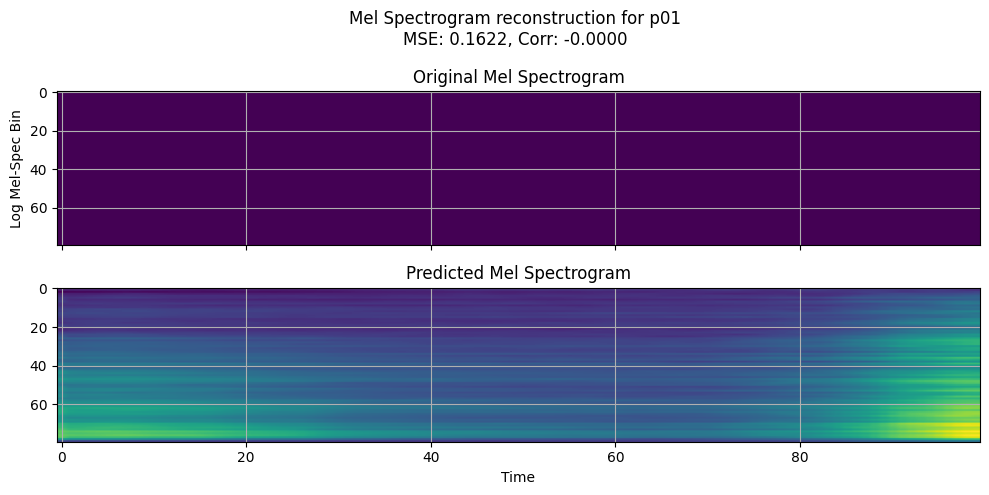 Mel Spectrogram reconstruction for p01
MSE: 0.1622, Corr: -0.0000
Original Mel Spectrogram
0
20
40
60
Log Mel-Spec Bin
Predicted Mel Spectrogram
0
20
40
60
0 20 40 60 80
Time